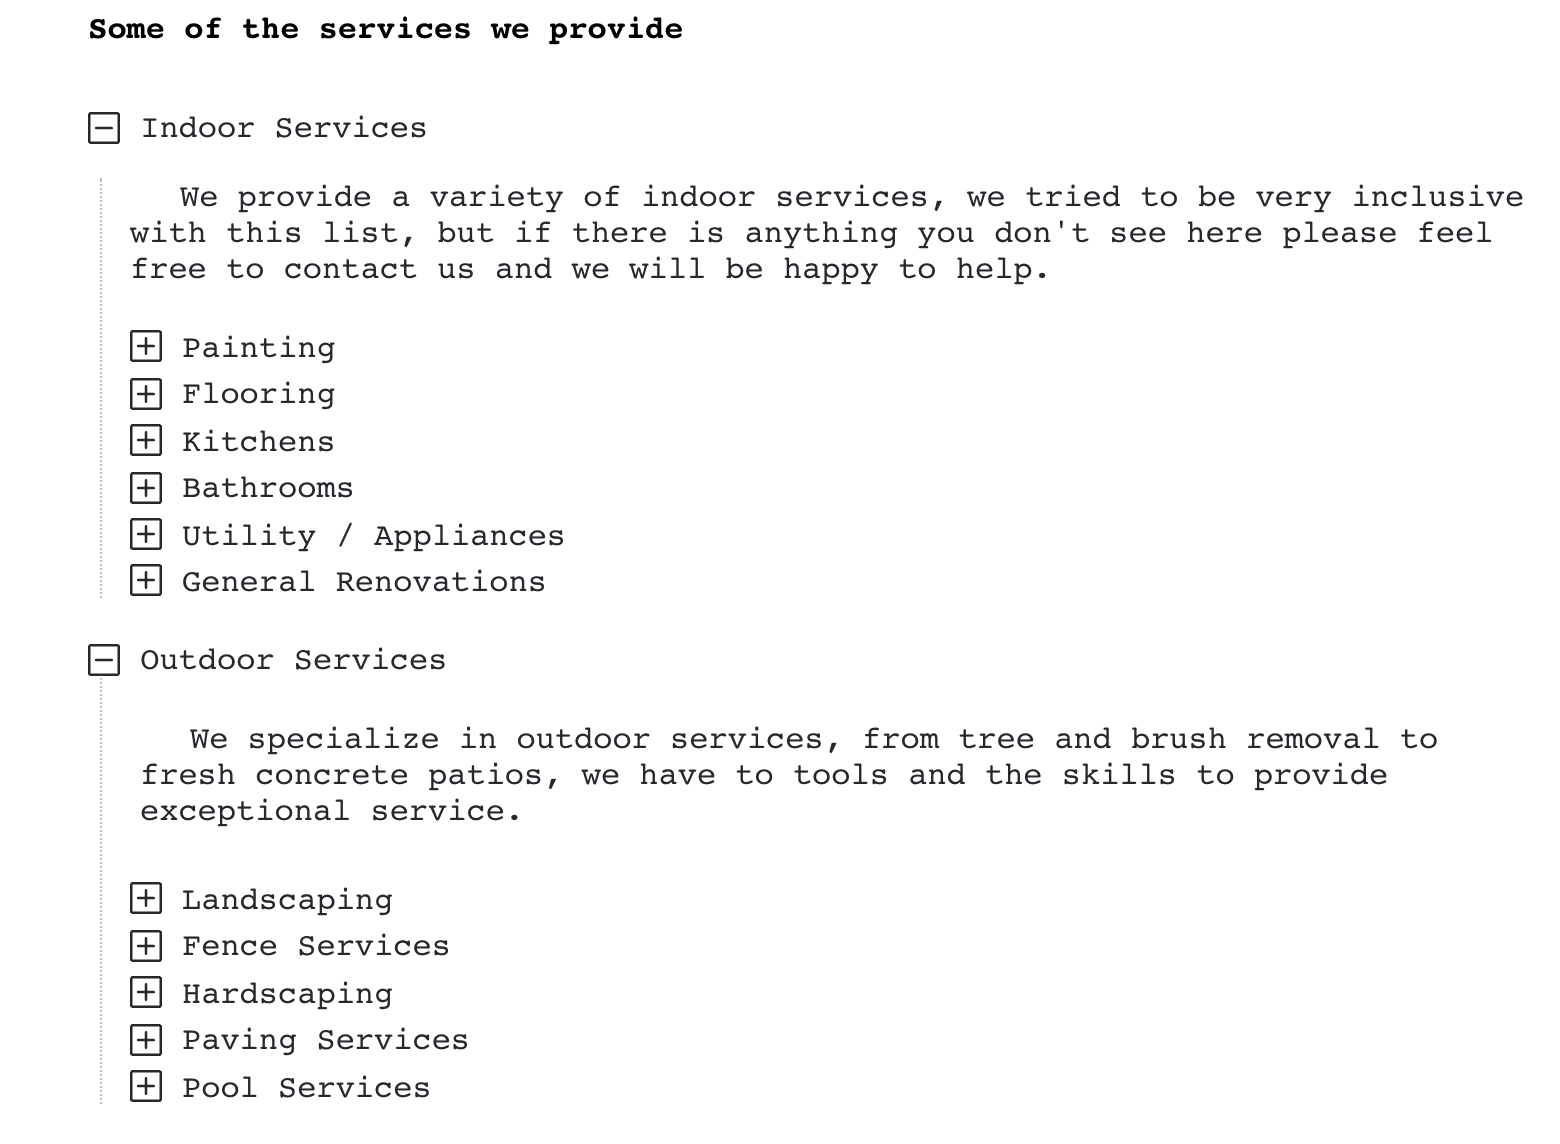 Some of the services we provide
Indoor Services
We provide a variety of indoor services, we tried to be very inclusive
with this list, but if there is anything you don't see here please feel
free to contact us and we will be happy to help.
Painting
Flooring
Kitchens
Bathrooms
Utility / Appliances
General Renovations
Outdoor Services
We specialize in outdoor services, from tree and brush removal to
fresh concrete patios, we have to tools and the skills to provide
exceptional service.
Landscaping
Fence Services
Hardscaping
Paving Services
Pool Services